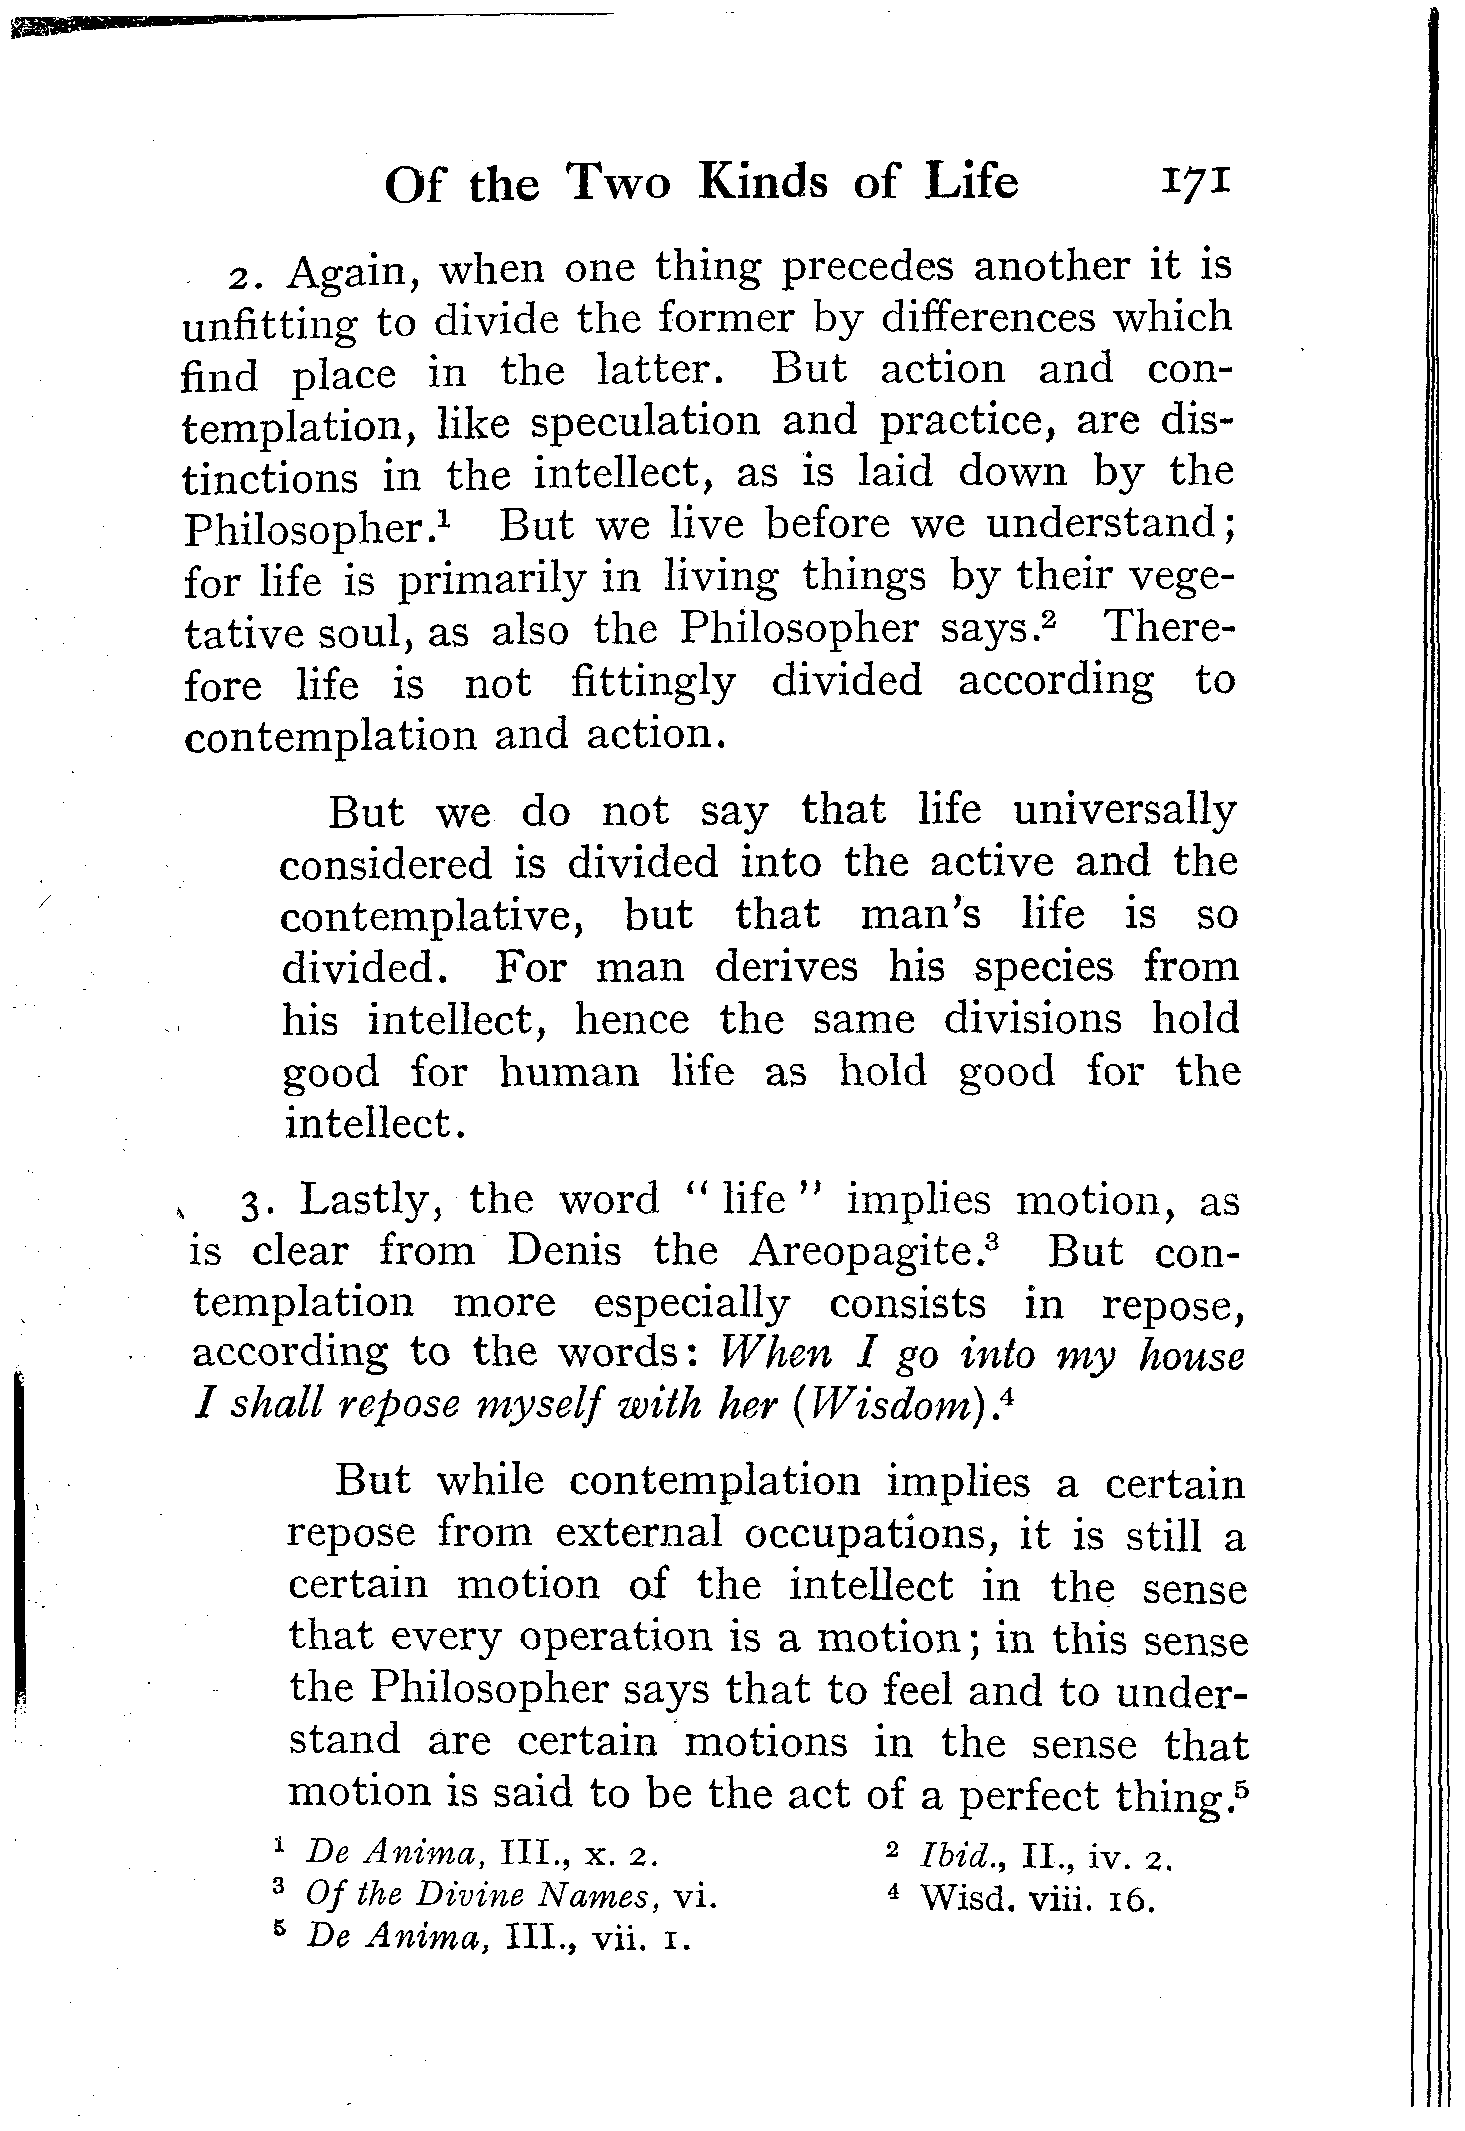 Of the Two Kinds of Life 171
2. Again, when one thing precedes another it is
unfitting to divide the former by differences which
find place in the latter. But action and con-
templation, like speculation and practice, are dis-
tinctions in the intellect, as is laid down by the
Philosopher.¹ But we live before we understand;
for life is primarily in living things by their vege-
tative soul, as also the Philosopher says.² There-
fore life is not fittingly divided according to
contemplation and action.
But we do not say that life universally
considered is divided into the active and the
contemplative, but that man's life is so
divided. For man derives his species from
his intellect, hence the same divisions hold
good for human life as hold good for the
intellect.
3. Lastly, the word "life" implies motion, as
is clear from Denis the Areopagite.³ But con-
templation more especially consists in repose,
according to the words: When I go into my house
I shall repose myself with her (Wisdom).⁴
But while contemplation implies a certain
repose from external occupations, it is still a
certain motion of the intellect in the sense
that every operation is a motion; in this sense
the Philosopher says that to feel and to under-
stand are certain motions in the sense that
motion is said to be the act of a perfect thing.⁵
¹ De Anima, III., x. 2. ² Ibid., II., iv. 2.
³ Of the Divine Names, vi. ⁴ Wisd. viii. 16.
⁵ De Anima, III., vii. 1.